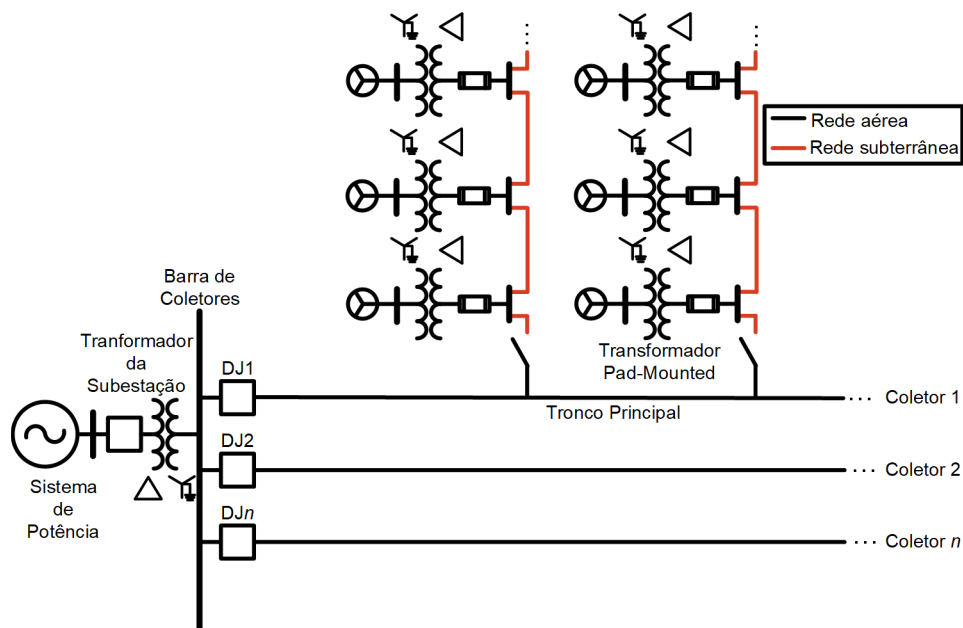 Rede aérea
Rede subterrânea
Barra de
Coletores
Tranformador
da
Subestação
Transformador
Pad-Mounted
DJ1
Tronco Principal
... Coletor 1
DJ2
... Coletor 2
Sistema
de
Potência
DJn
... Coletor n